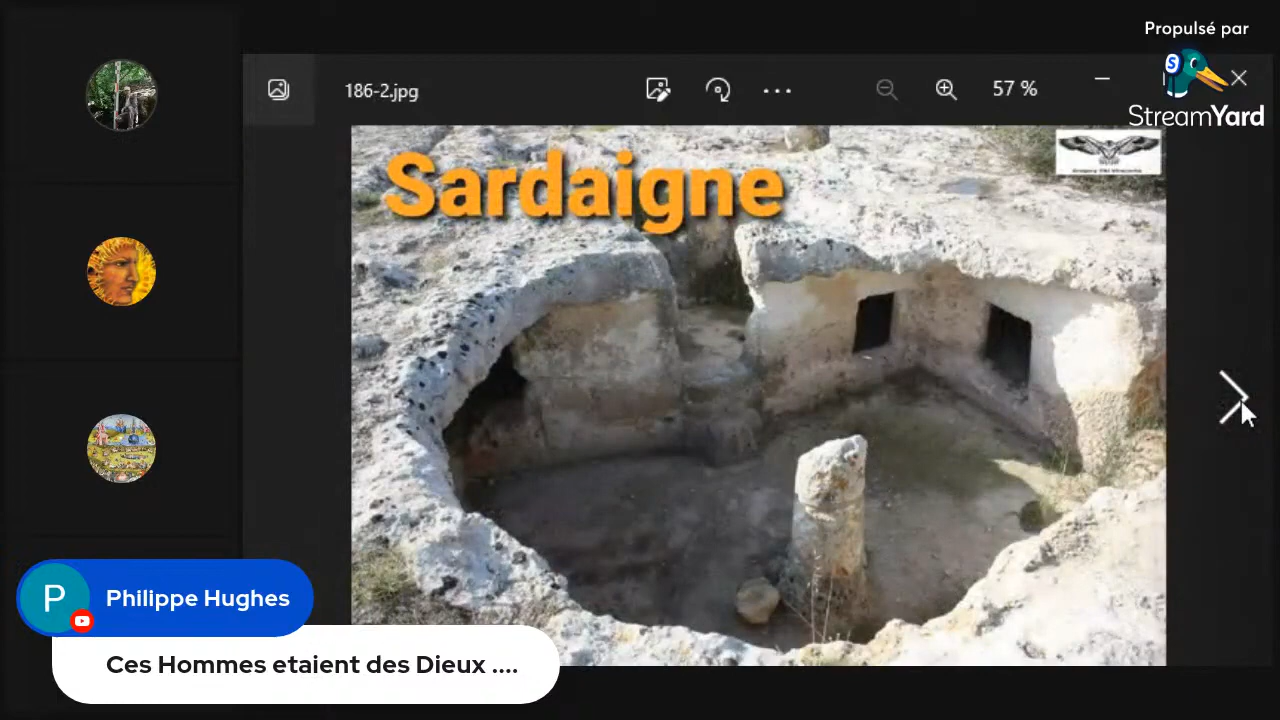 Propulsé par
StreamYard
186-2.jpg
57 %
Sardaigne
P
Philippe Hughes
Ces Hommes etaient des Dieux ....